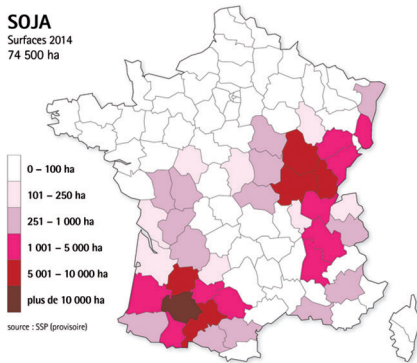 SOJA
Surfaces 2014
74 500 ha
0 – 100 ha
101 – 250 ha
251 – 1 000 ha
1 001 – 5 000 ha
5 001 – 10 000 ha
plus de 10 000 ha
source : SSP (provisoire)